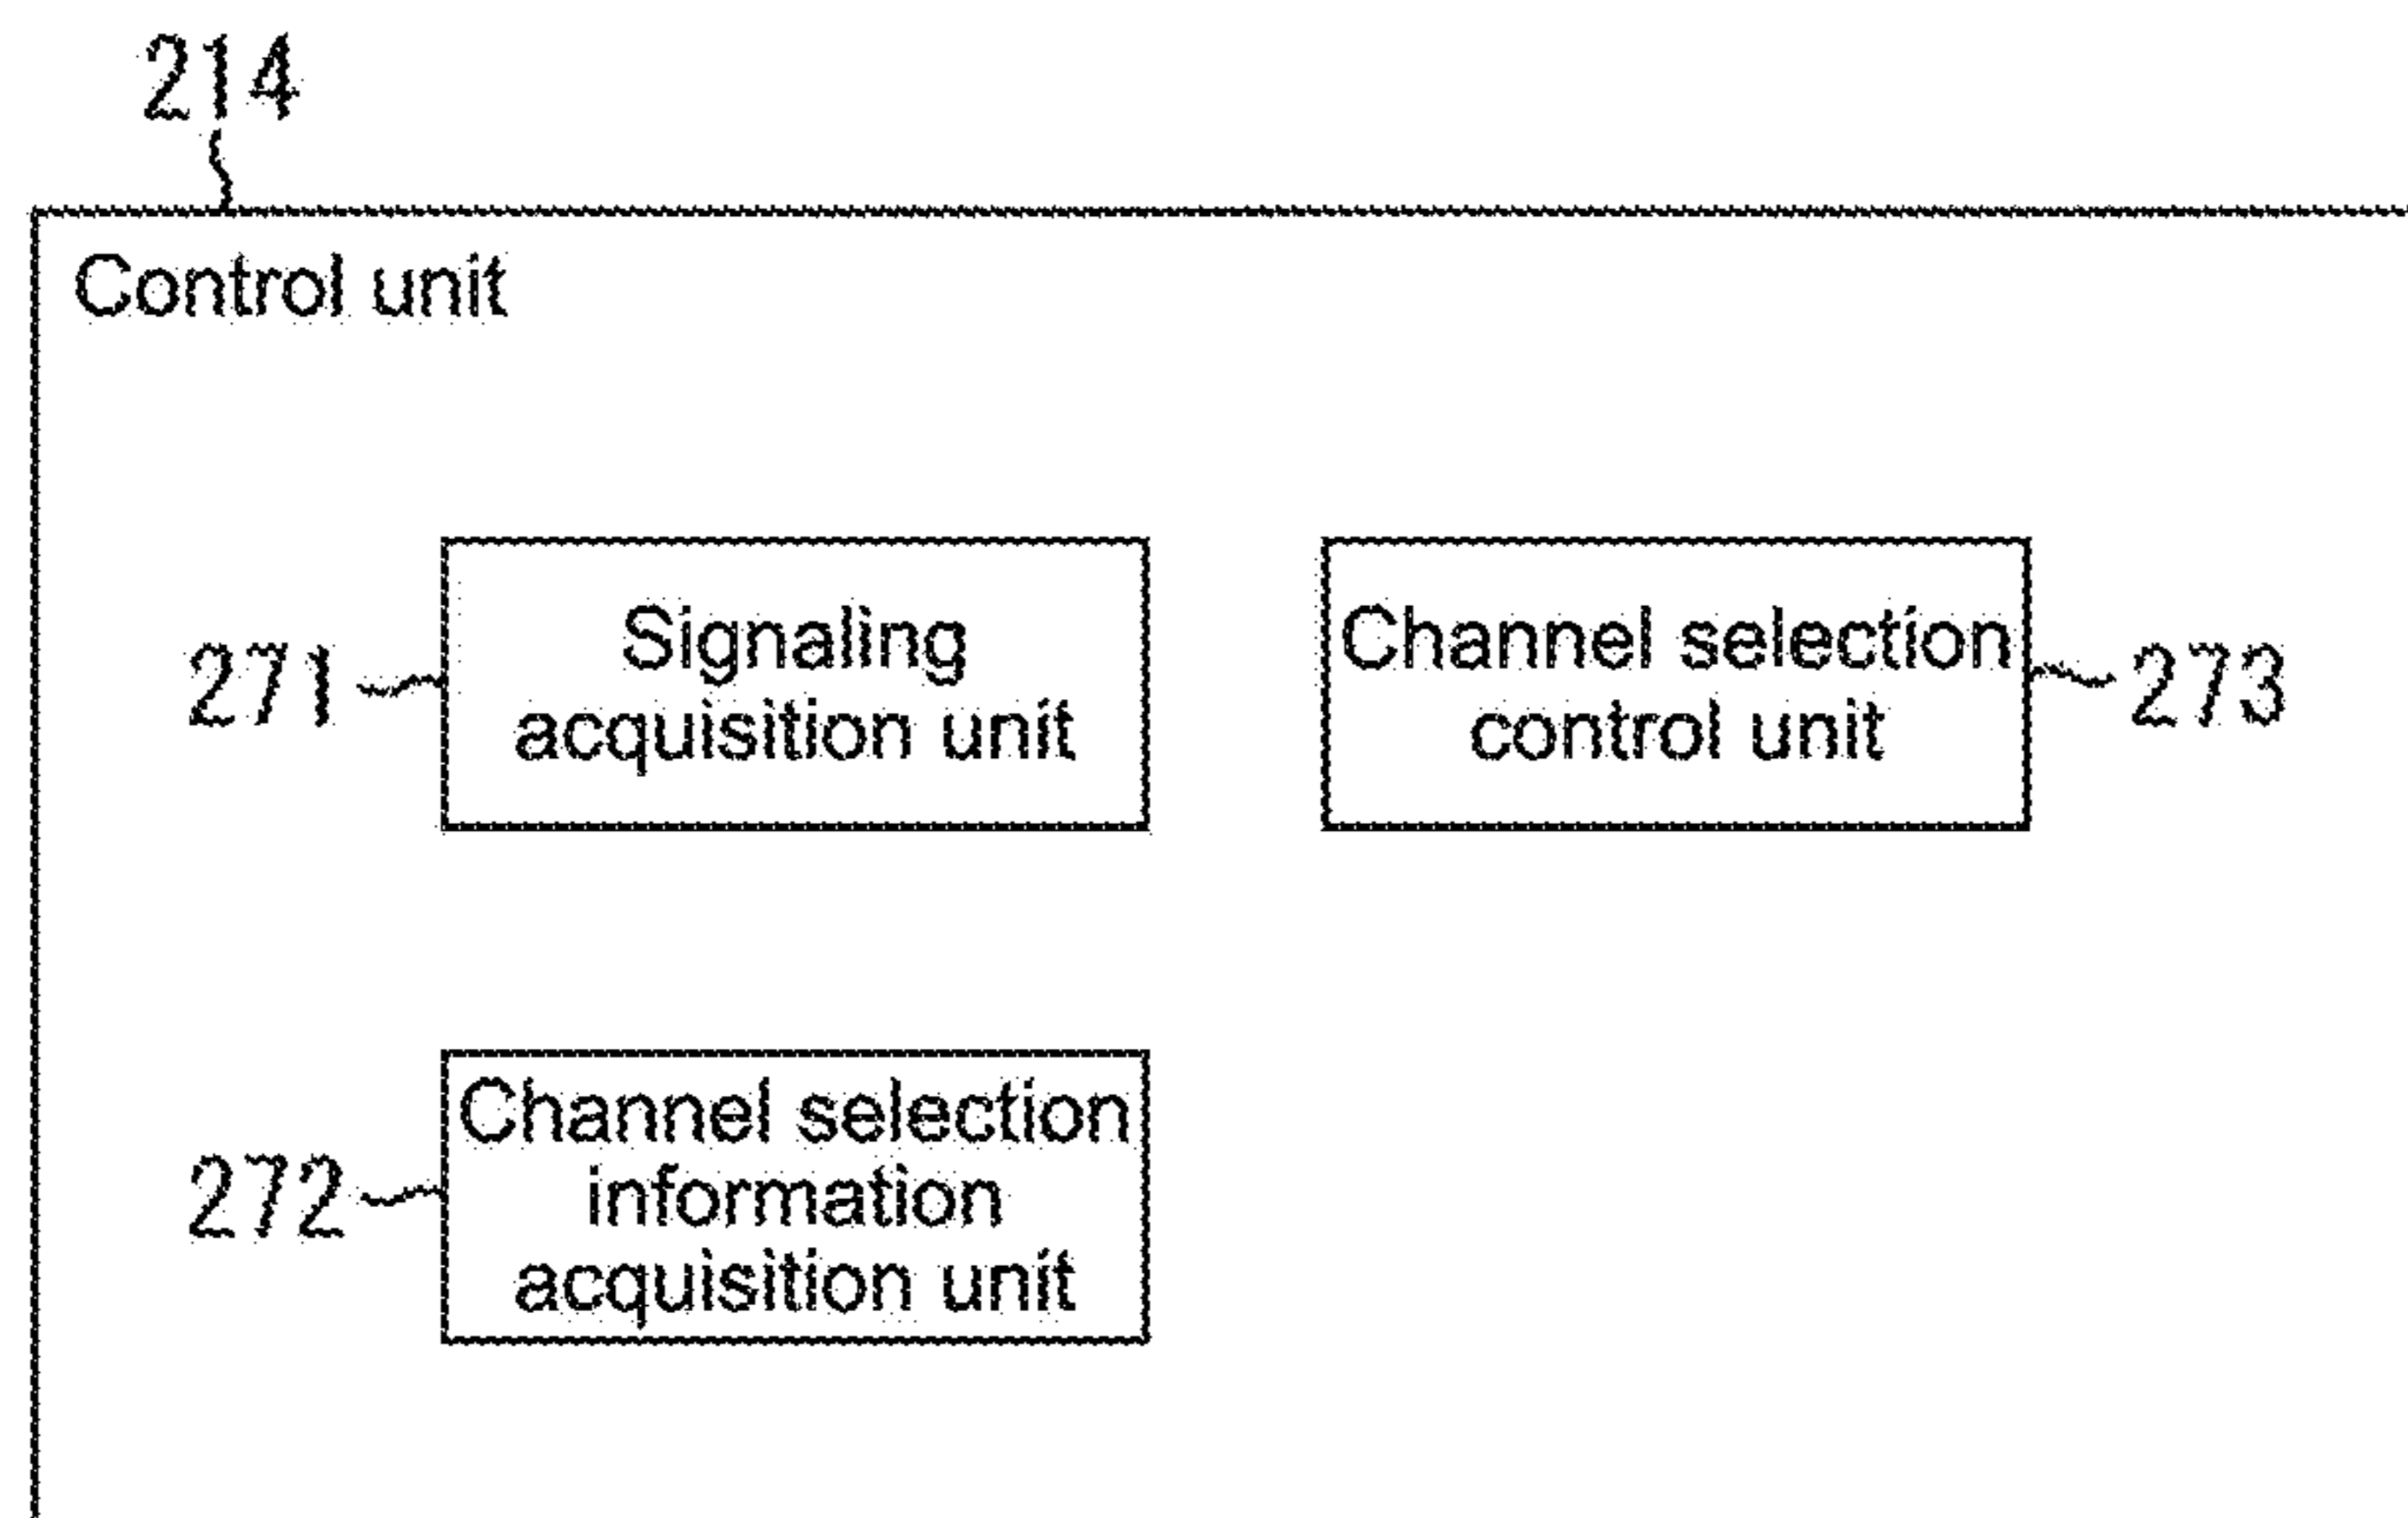 214
Control unit
271
Signaling
acquisition unit
Channel selection
control unit
273
272
Channel selection
information
acquisition unit